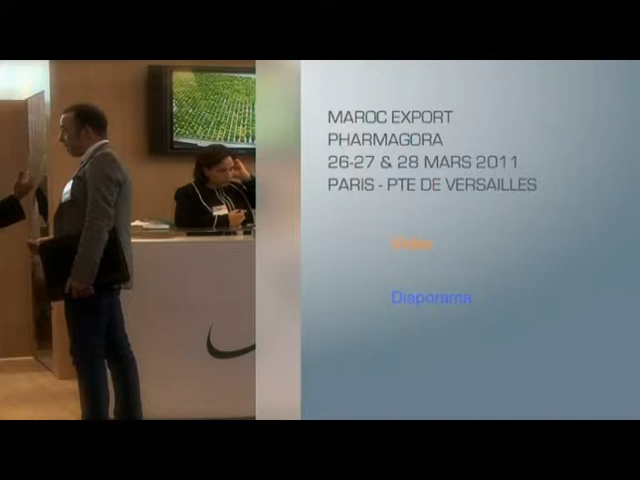 MAROC EXPORT
PHARMAGORA
26-27 & 28 MARS 2011
PARIS - PTE DE VERSAILLES
Vidéo
Diaporama